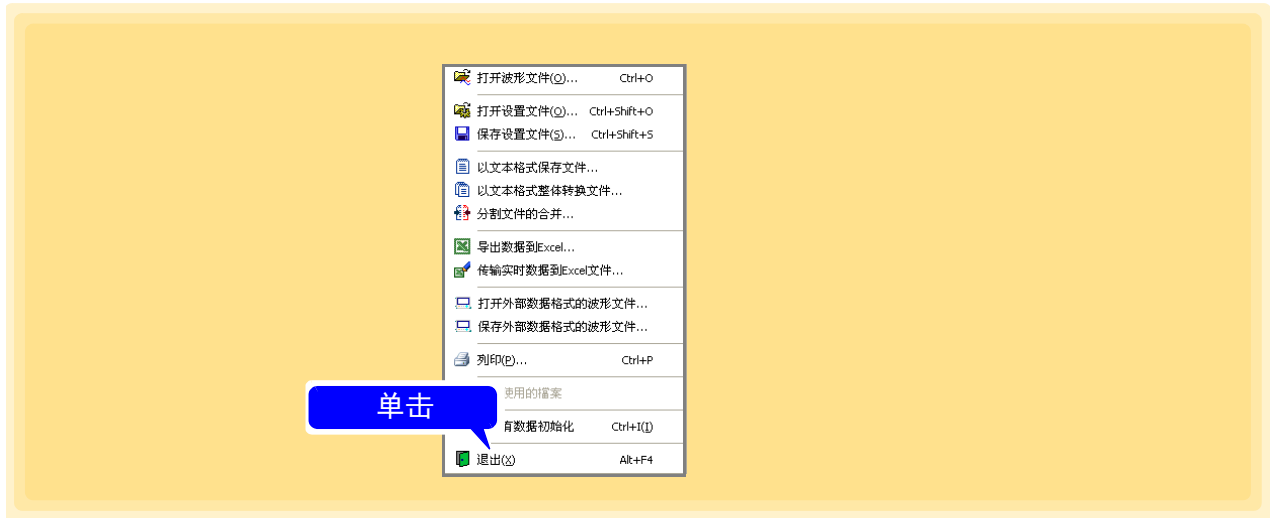 打开波形文件(O)... Ctrl+O
打开设置文件(O)... Ctrl+Shift+O
保存设置文件(S)... Ctrl+Shift+S
以文本格式保存文件...
以文本格式整体转换文件...
分割文件的合并...
导出数据到Excel...
传输实时数据到Excel文件...
打开外部数据格式的波形文件...
保存外部数据格式的波形文件...
列印(P)... Ctrl+P
使用的檔案
单击
有数据初始化 Ctrl+I(I)
退出(X) Alt+F4